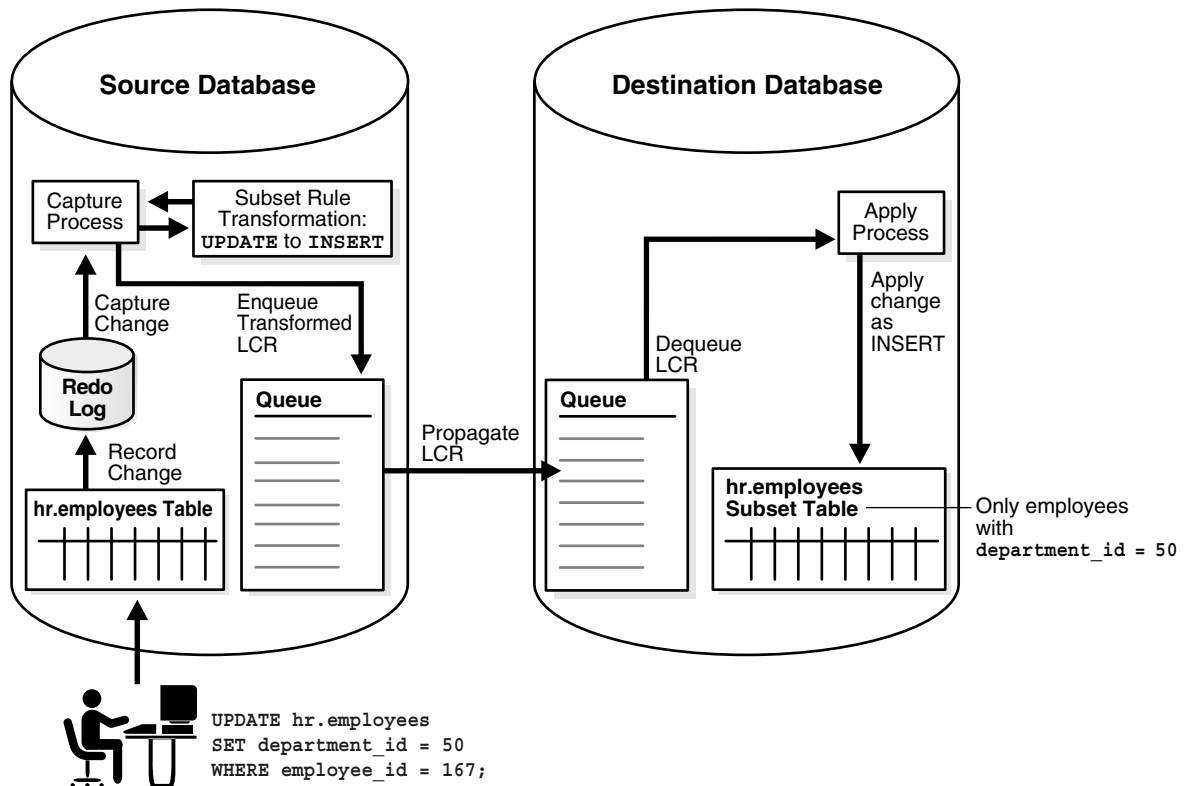 Source Database
Destination Database
Capture
Process
Subset Rule
Transformation:
UPDATE to INSERT
Apply
Process
Capture
Change
Enqueue
Transformed
LCR
Apply
change
as
INSERT
Dequeue
LCR
Redo
Log
Queue
Queue
Propagate
LCR
Record
Change
hr.employees Table
hr.employees
Subset Table
Only employees
with
department_id = 50
UPDATE hr.employees
SET department_id = 50
WHERE employee_id = 167;